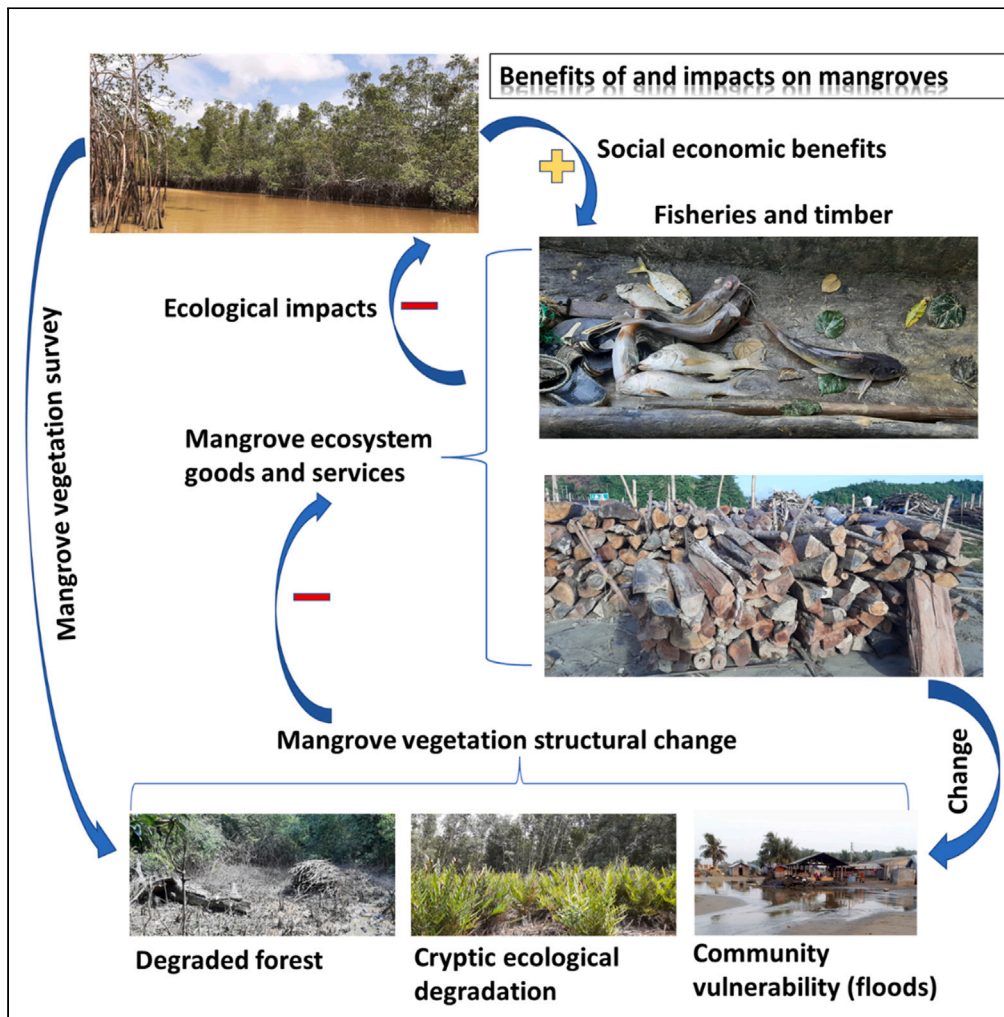 Benefits of and impacts on mangroves
Social economic benefits
Fisheries and timber
Ecological impacts
Mangrove vegetation survey
Mangrove ecosystem
goods and services
Mangrove vegetation structural change
Change
Degraded forest
Cryptic ecological
degradation
Community
vulnerability (floods)